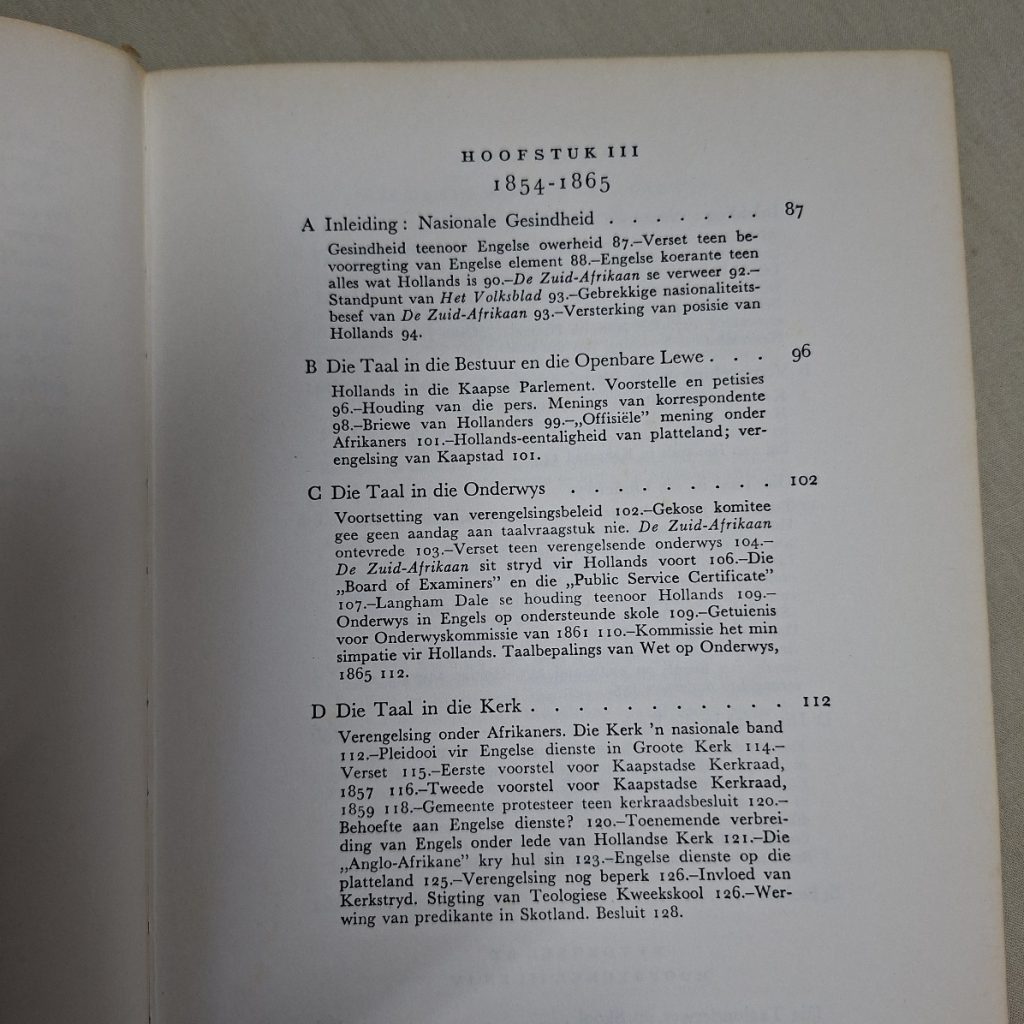 HOOFSTUK III
1854-1865
A Inleiding: Nasionale Gesindheid . . . . . . . 87
Gesindheid teenoor Engelse owerheid 87.–Verset teen be-
voorregting van Engelse element 88.–Engelse koerante teen
alles wat Hollands is 90.–De Zuid-Afrikaan se verweer 92.–
Standpunt van Het Volksblad 93.–Gebrekkige nasionaliteits-
besef van De Zuid-Afrikaan 93.–Versterking van posisie van
Hollands 94.
B Die Taal in die Bestuur en die Openbare Lewe . . . 96
Hollands in die Kaapse Parlement. Voorstelle en petisies
96.–Houding van die pers. Menings van korrespondente
98.–Briewe van Hollanders 99.–„Offisiële” mening onder
Afrikaners 101.–Hollands-eentaligheid van platteland; ver-
engelsing van Kaapstad 101.
C Die Taal in die Onderwys . . . . . . . . . 102
Voortsetting van verengelsingsbeleid 102.–Gekose komitee
gee geen aandag aan taalvraagstuk nie. De Zuid-Afrikaan
ontevrede 103.–Verset teen verengelsende onderwys 104.–
De Zuid-Afrikaan sit stryd vir Hollands voort 106.–Die
„Board of Examiners” en die „Public Service Certificate”
107.–Langham Dale se houding teenoor Hollands 109.–
Onderwys in Engels op ondersteunde skole 109.–Getuienis
voor Onderwyskommissie van 1861 110.–Kommissie het min
simpatie vir Hollands. Taalbepalings van Wet op Onderwys,
1865 112.
D Die Taal in die Kerk . . . . . . . . . . . 112
Verengelsing onder Afrikaners. Die Kerk ’n nasionale band
112.–Pleidooi vir Engelse dienste in Groote Kerk 114.–
Verset 115.–Eerste voorstel voor Kaapstadse Kerkraad,
1857 116.–Tweede voorstel voor Kaapstadse Kerkraad,
1859 118.–Gemeente protesteer teen kerkraadsbesluit 120.–
Behoefte aan Engelse dienste? 120.–Toenemende verbrei-
ding van Engels onder lede van Hollandse Kerk 121.–Die
„Anglo-Afrikane” kry hul sin 123.–Engelse dienste op die
platteland 125.–Verengelsing nog beperk 126.–Invloed van
Kerkstryd. Stigting van Teologiese Kweekskool 126.–Wer-
wing van predikante in Skotland. Besluit 128.